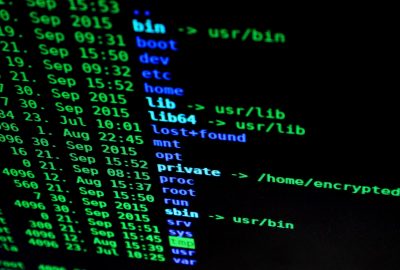 . Sep 15:53 ..
30. Sep 2015 bin -> usr/bin
19. Sep 09:31 boot
21. Sep 15:50 dev
19. Sep 09:32 etc
21. Sep 15:52 home
7 30. Sep 2015 lib -> usr/lib
7 30. Sep 2015 lib64 -> usr/lib
84 23. Jul 10:01 lost+found
096 1. Aug 22:45 mnt
096 30. Sep 2015 opt
16 21. Sep 15:52 private -> /home/encrypted
0 21. Sep 08:15 proc
4096 12. Aug 15:37 root
560 21. Sep 15:50 run
7 30. Sep 2015 sbin -> usr/bin
4096 30. Sep 2015 srv
0 21. Sep 15:51 sys
300 21. Sep 15:45 tmp
4096 12. Aug 15:39 usr
4096 23. Jul 10:25 var